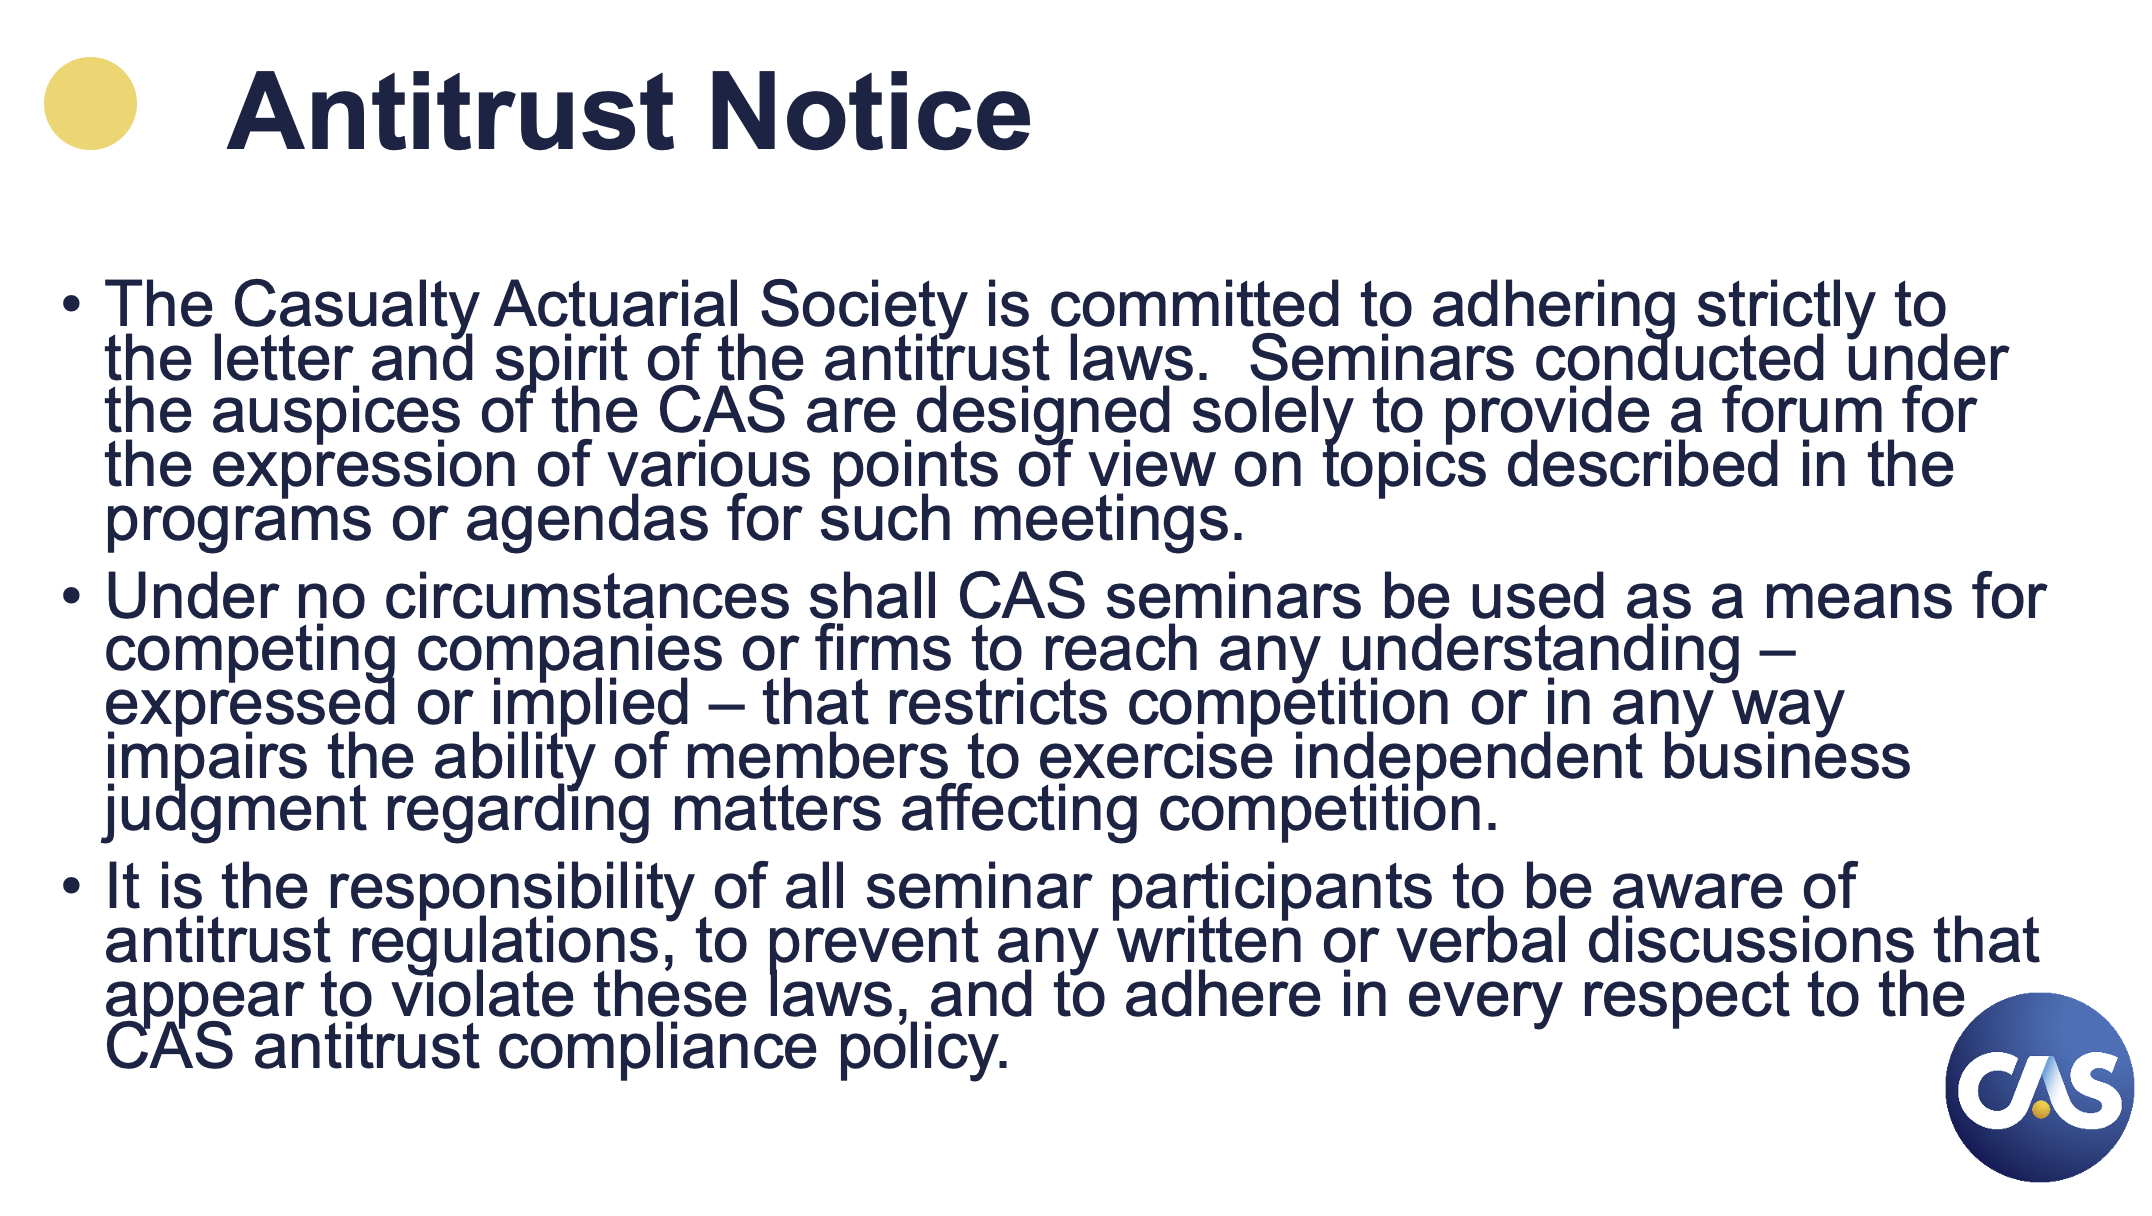 Antitrust Notice
• The Casualty Actuarial Society is committed to adhering strictly to
the letter and spirit of the antitrust laws.  Seminars conducted under
the auspices of the CAS are designed solely to provide a forum for
the expression of various points of view on topics described in the
programs or agendas for such meetings.
• Under no circumstances shall CAS seminars be used as a means for
competing companies or firms to reach any understanding –
expressed or implied – that restricts competition or in any way
impairs the ability of members to exercise independent business
judgment regarding matters affecting competition.
• It is the responsibility of all seminar participants to be aware of
antitrust regulations, to prevent any written or verbal discussions that
appear to violate these laws, and to adhere in every respect to the
CAS antitrust compliance policy.
CAS